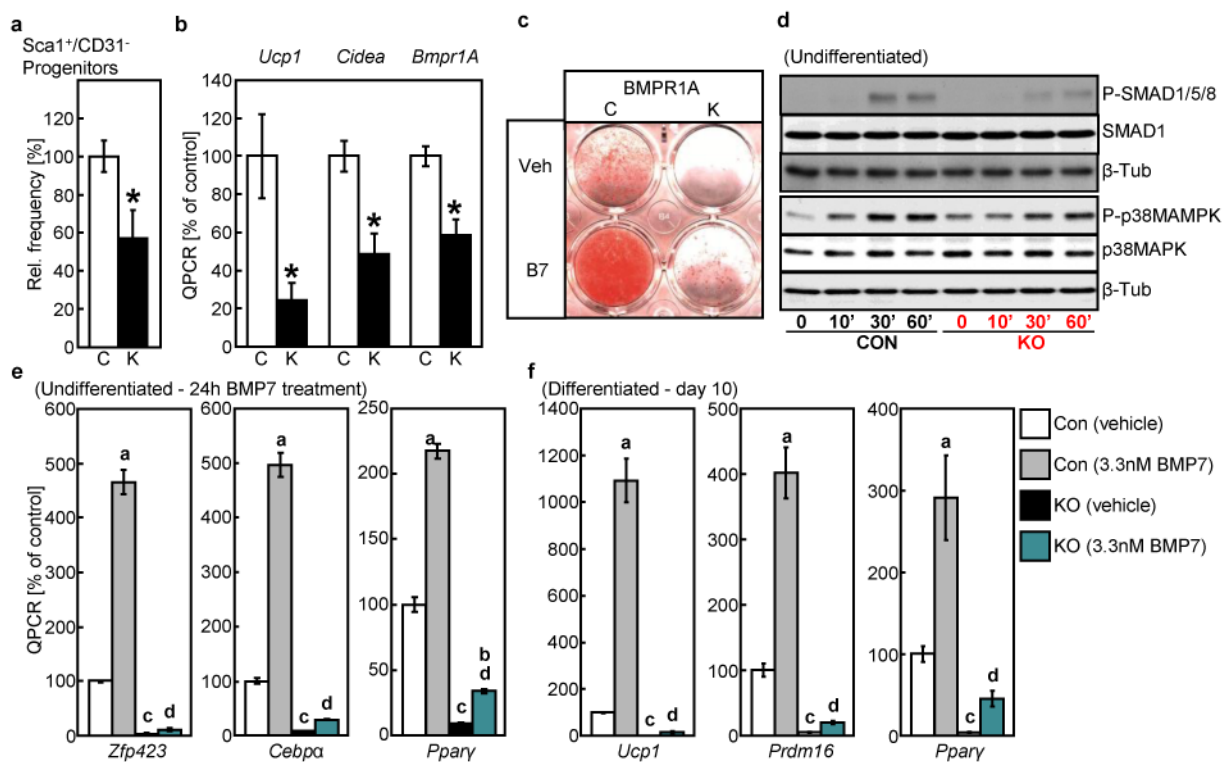 a
Sca1⁺/CD31⁻
Progenitors
Rel. frequency [%]
140
120
100
80
60
40
20
0
*
C K
b
Ucp1 Cidea Bmpr1A
QPCR [% of control]
140
120
100
80
60
40
20
0
* * *
C K C K C K
c
BMPR1A
C K
Veh
B7
d
(Undifferentiated)
P-SMAD1/5/8
SMAD1
β-Tub
P-p38MAMPK
p38MAPK
β-Tub
0 10' 30' 60' 0 10' 30' 60'
CON KO
e
(Undifferentiated - 24h BMP7 treatment)
QPCR [% of control]
600
500
400
300
200
100
0
a
c d
Zfp423
600
500
400
300
200
100
0
a
c d
Cebpα
250
200
150
100
50
0
a
b
c d
Pparγ
f
(Differentiated - day 10)
1400
1200
1000
800
600
400
200
0
a
c d
Ucp1
500
400
300
200
100
0
a
c d
Prdm16
400
300
200
100
0
a
c d
Pparγ
Con (vehicle)
Con (3.3nM BMP7)
KO (vehicle)
KO (3.3nM BMP7)